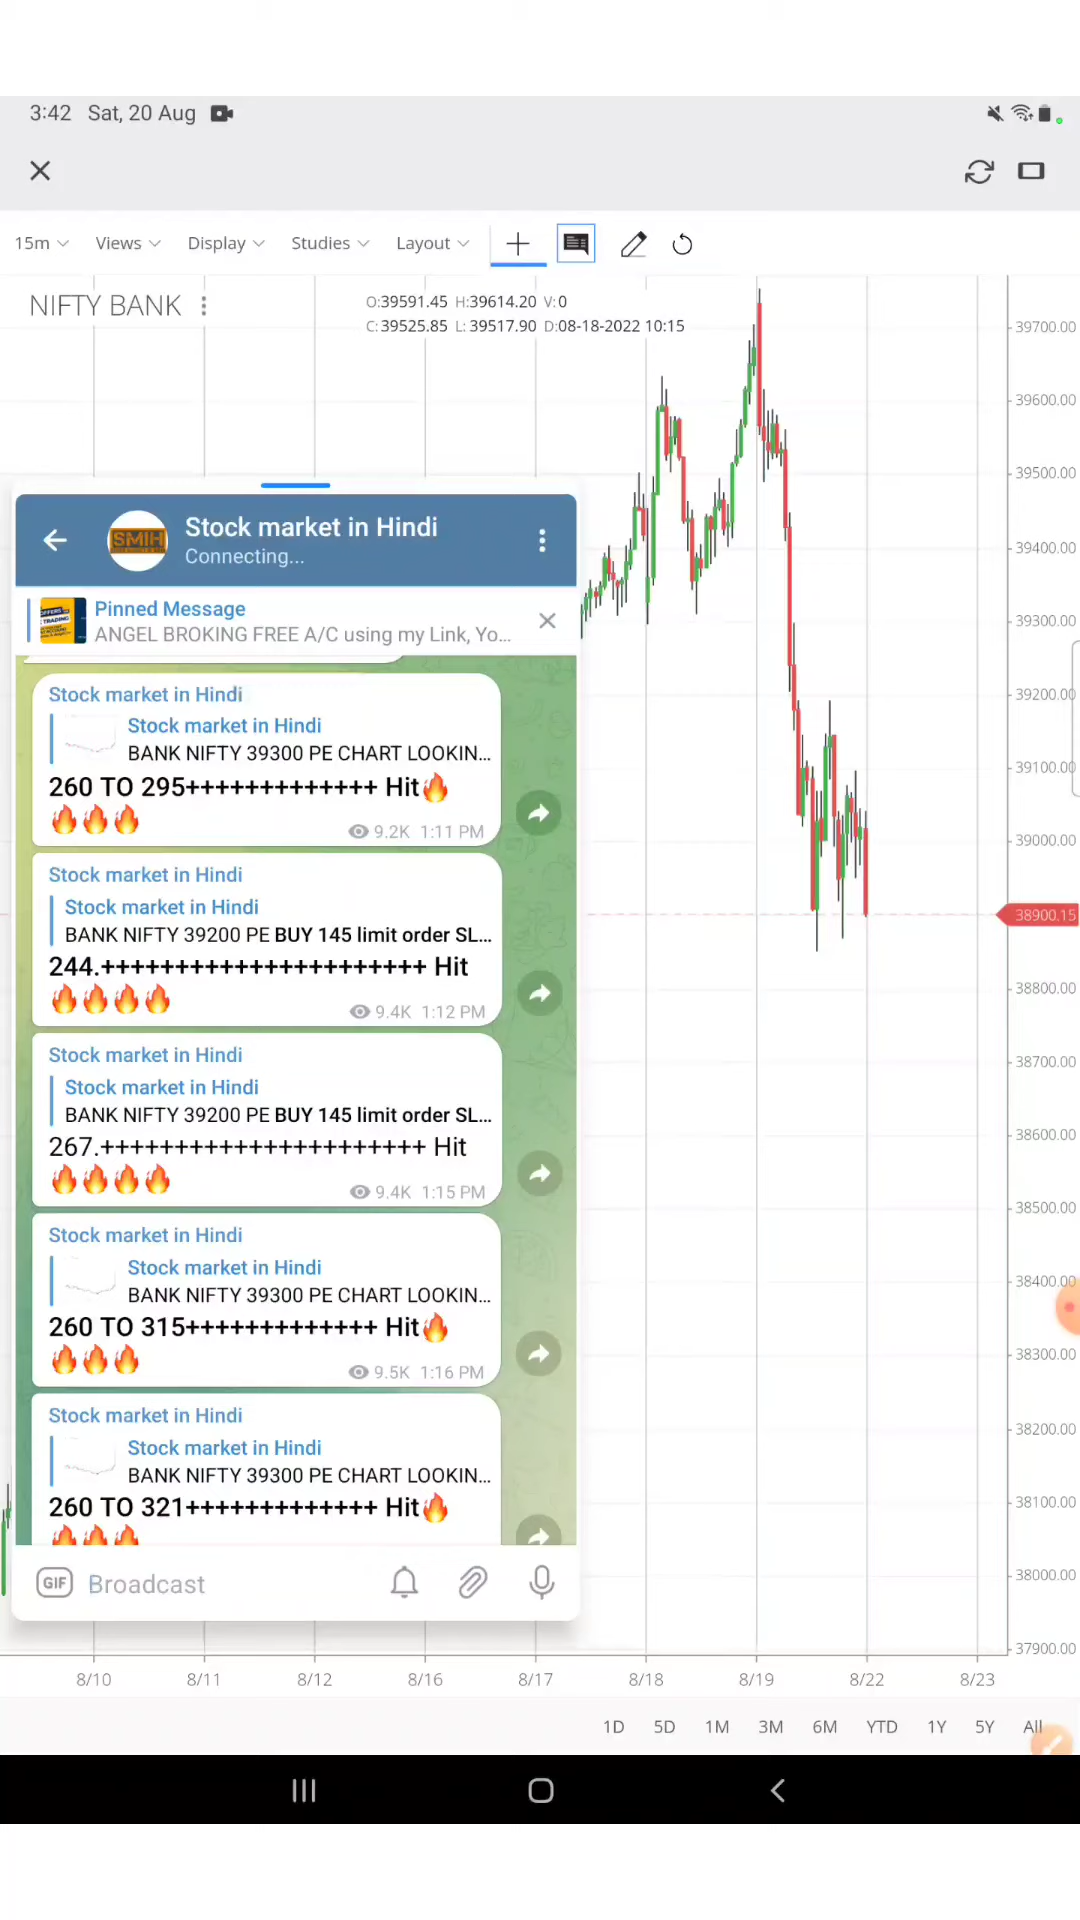 3:42 Sat, 20 Aug
15m Views Display Studies Layout
NIFTY BANK
O:39591.45 H:39614.20 V:0
C:39525.85 L:39517.90 D:08-18-2022 10:15
39700.00
39600.00
39500.00
39400.00
39300.00
39200.00
39100.00
39000.00
38900.15
38800.00
38700.00
38600.00
38500.00
38400.00
38300.00
38200.00
38100.00
38000.00
37900.00
SMIH
Stock market in Hindi
Connecting...
Pinned Message
ANGEL BROKING FREE A/C using my Link, Yo...
Stock market in Hindi
Stock market in Hindi
BANK NIFTY 39300 PE CHART LOOKIN...
260 TO 295+++++++++++++ Hit🔥
🔥🔥🔥
9.2K 1:11 PM
Stock market in Hindi
Stock market in Hindi
BANK NIFTY 39200 PE BUY 145 limit order SL...
244.++++++++++++++++++++++ Hit
🔥🔥🔥🔥
9.4K 1:12 PM
Stock market in Hindi
Stock market in Hindi
BANK NIFTY 39200 PE BUY 145 limit order SL...
267.++++++++++++++++++++++ Hit
🔥🔥🔥🔥
9.4K 1:15 PM
Stock market in Hindi
Stock market in Hindi
BANK NIFTY 39300 PE CHART LOOKIN...
260 TO 315+++++++++++++ Hit🔥
🔥🔥🔥
9.5K 1:16 PM
Stock market in Hindi
Stock market in Hindi
BANK NIFTY 39300 PE CHART LOOKIN...
260 TO 321+++++++++++++ Hit🔥
🔥🔥🔥
GIF Broadcast
8/10 8/11 8/12 8/16 8/17 8/18 8/19 8/22 8/23
1D 5D 1M 3M 6M YTD 1Y 5Y All